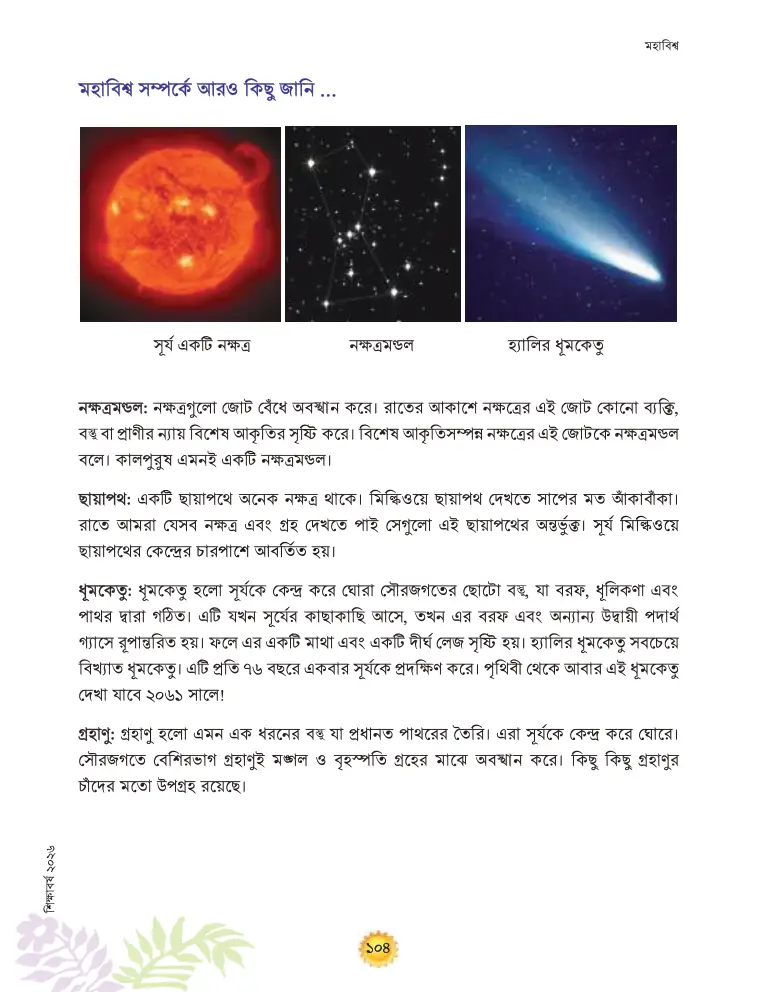 মহাবিশ্ব
মহাবিশ্ব সম্পর্কে আরও কিছু জানি ...
সূর্য একটি নক্ষত্র
নক্ষত্রমন্ডল
হ্যালির ধূমকেতু
নক্ষত্রমন্ডল: নক্ষত্রগুলো জোট বেঁধে অবস্থান করে। রাতের আকাশে নক্ষত্রের এই জোট কোনো ব্যক্তি,
বস্তু বা প্রাণীর ন্যায় বিশেষ আকৃতির সৃষ্টি করে। বিশেষ আকৃতিসম্পন্ন নক্ষত্রের এই জোটকে নক্ষত্রমন্ডল
বলে। কালপুরুষ এমনই একটি নক্ষত্রমন্ডল।
ছায়াপথ: একটি ছায়াপথে অনেক নক্ষত্র থাকে। মিল্কিওয়ে ছায়াপথ দেখতে সাপের মত আঁকাবাঁকা।
রাতে আমরা যেসব নক্ষত্র এবং গ্রহ দেখতে পাই সেগুলো এই ছায়াপথের অন্তর্ভুক্ত। সূর্য মিল্কিওয়ে
ছায়াপথের কেন্দ্রের চারপাশে আবর্তিত হয়।
ধূমকেতু: ধূমকেতু হলো সূর্যকে কেন্দ্র করে ঘোরা সৌরজগতের ছোটো বস্তু, যা বরফ, ধূলিকণা এবং
পাথর দ্বারা গঠিত। এটি যখন সূর্যের কাছাকাছি আসে, তখন এর বরফ এবং অন্যান্য উদ্বায়ী পদার্থ
গ্যাসে রূপান্তরিত হয়। ফলে এর একটি মাথা এবং একটি দীর্ঘ লেজ সৃষ্টি হয়। হ্যালির ধূমকেতু সবচেয়ে
বিখ্যাত ধূমকেতু। এটি প্রতি ৭৬ বছরে একবার সূর্যকে প্রদক্ষিণ করে। পৃথিবী থেকে আবার এই ধূমকেতু
দেখা যাবে ২০৬১ সালে!
গ্রহাণু: গ্রহাণু হলো এমন এক ধরনের বস্তু যা প্রধানত পাথরের তৈরি। এরা সূর্যকে কেন্দ্র করে ঘোরে।
সৌরজগতে বেশিরভাগ গ্রহাণুই মঙ্গল ও বৃহস্পতি গ্রহের মাঝে অবস্থান করে। কিছু কিছু গ্রহাণুর
চাঁদের মতো উপগ্রহ রয়েছে।
শিক্ষাবর্ষ ২০২৬
১০৪